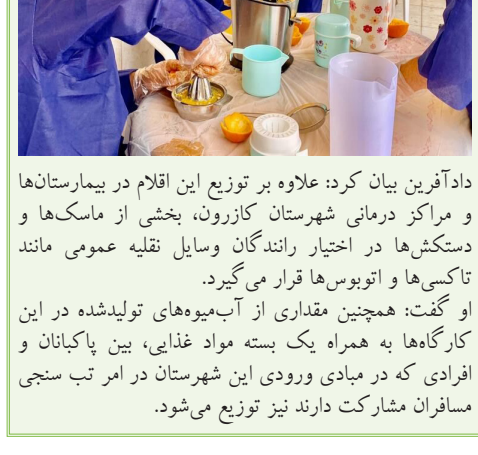 دادآفرین بیان کرد: علاوه بر توزیع این اقلام در بیمارستان‌ها
و مراکز درمانی شهرستان کازرون، بخشی از ماسک‌ها و
دستکش‌ها در اختیار رانندگان وسایل نقلیه عمومی مانند
تاکسی‌ها و اتوبوس‌ها قرار می‌گیرد.
او گفت: همچنین مقداری از آب‌میوه‌های تولیدشده در این
کارگاه‌ها به همراه یک بسته مواد غذایی، بین پاکبانان و
افرادی که در مبادی ورودی این شهرستان در امر تب سنجی
مسافران مشارکت دارند نیز توزیع می‌شود.